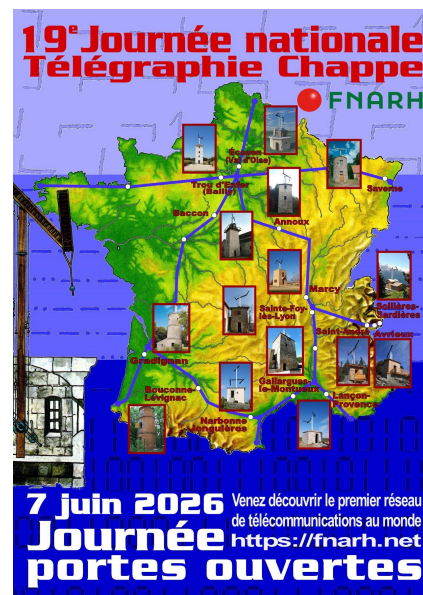 19e Journée nationale
Télégraphie Chappe
FNARH
Écouen
(Val d'Oise)
Trou d'Enfer
(Bailly)
Saverne
Baccon
Annoux
Marcy
Sainte-Foy-
lès-Lyon
Sollières-
Sardières
Saint-André
Avrieux
Gradignan
Gallargues-
le-Montueux
Bouconne-
Lévignac
Lançon-
Provence
Narbonne
Jonquières
7 juin 2026
Venez découvrir le premier réseau
de télécommunications au monde
Journée
https://fnarh.net
portes ouvertes